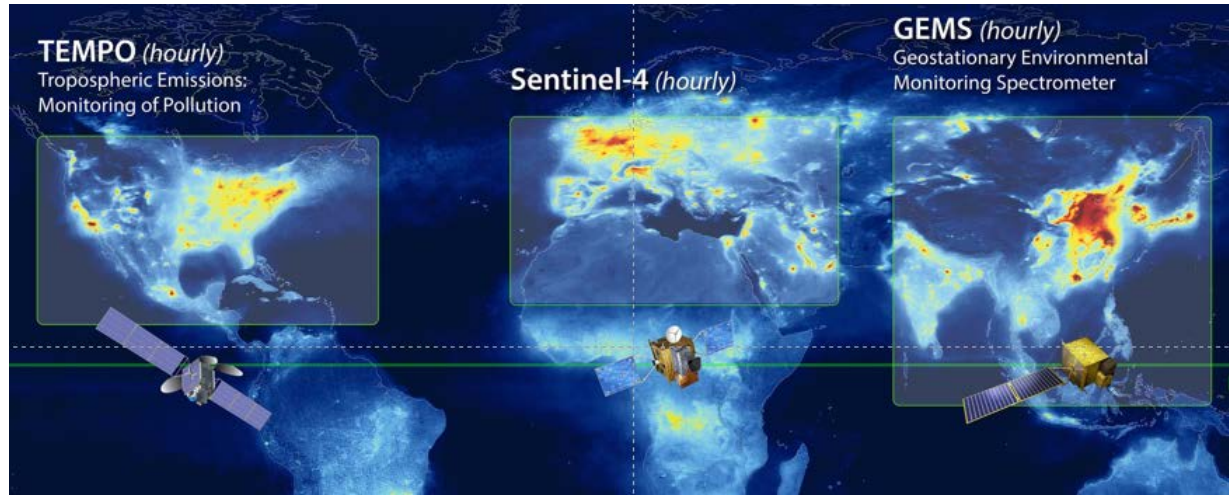 TEMPO (hourly)
Tropospheric Emissions:
Monitoring of Pollution
Sentinel-4 (hourly)
GEMS (hourly)
Geostationary Environmental
Monitoring Spectrometer